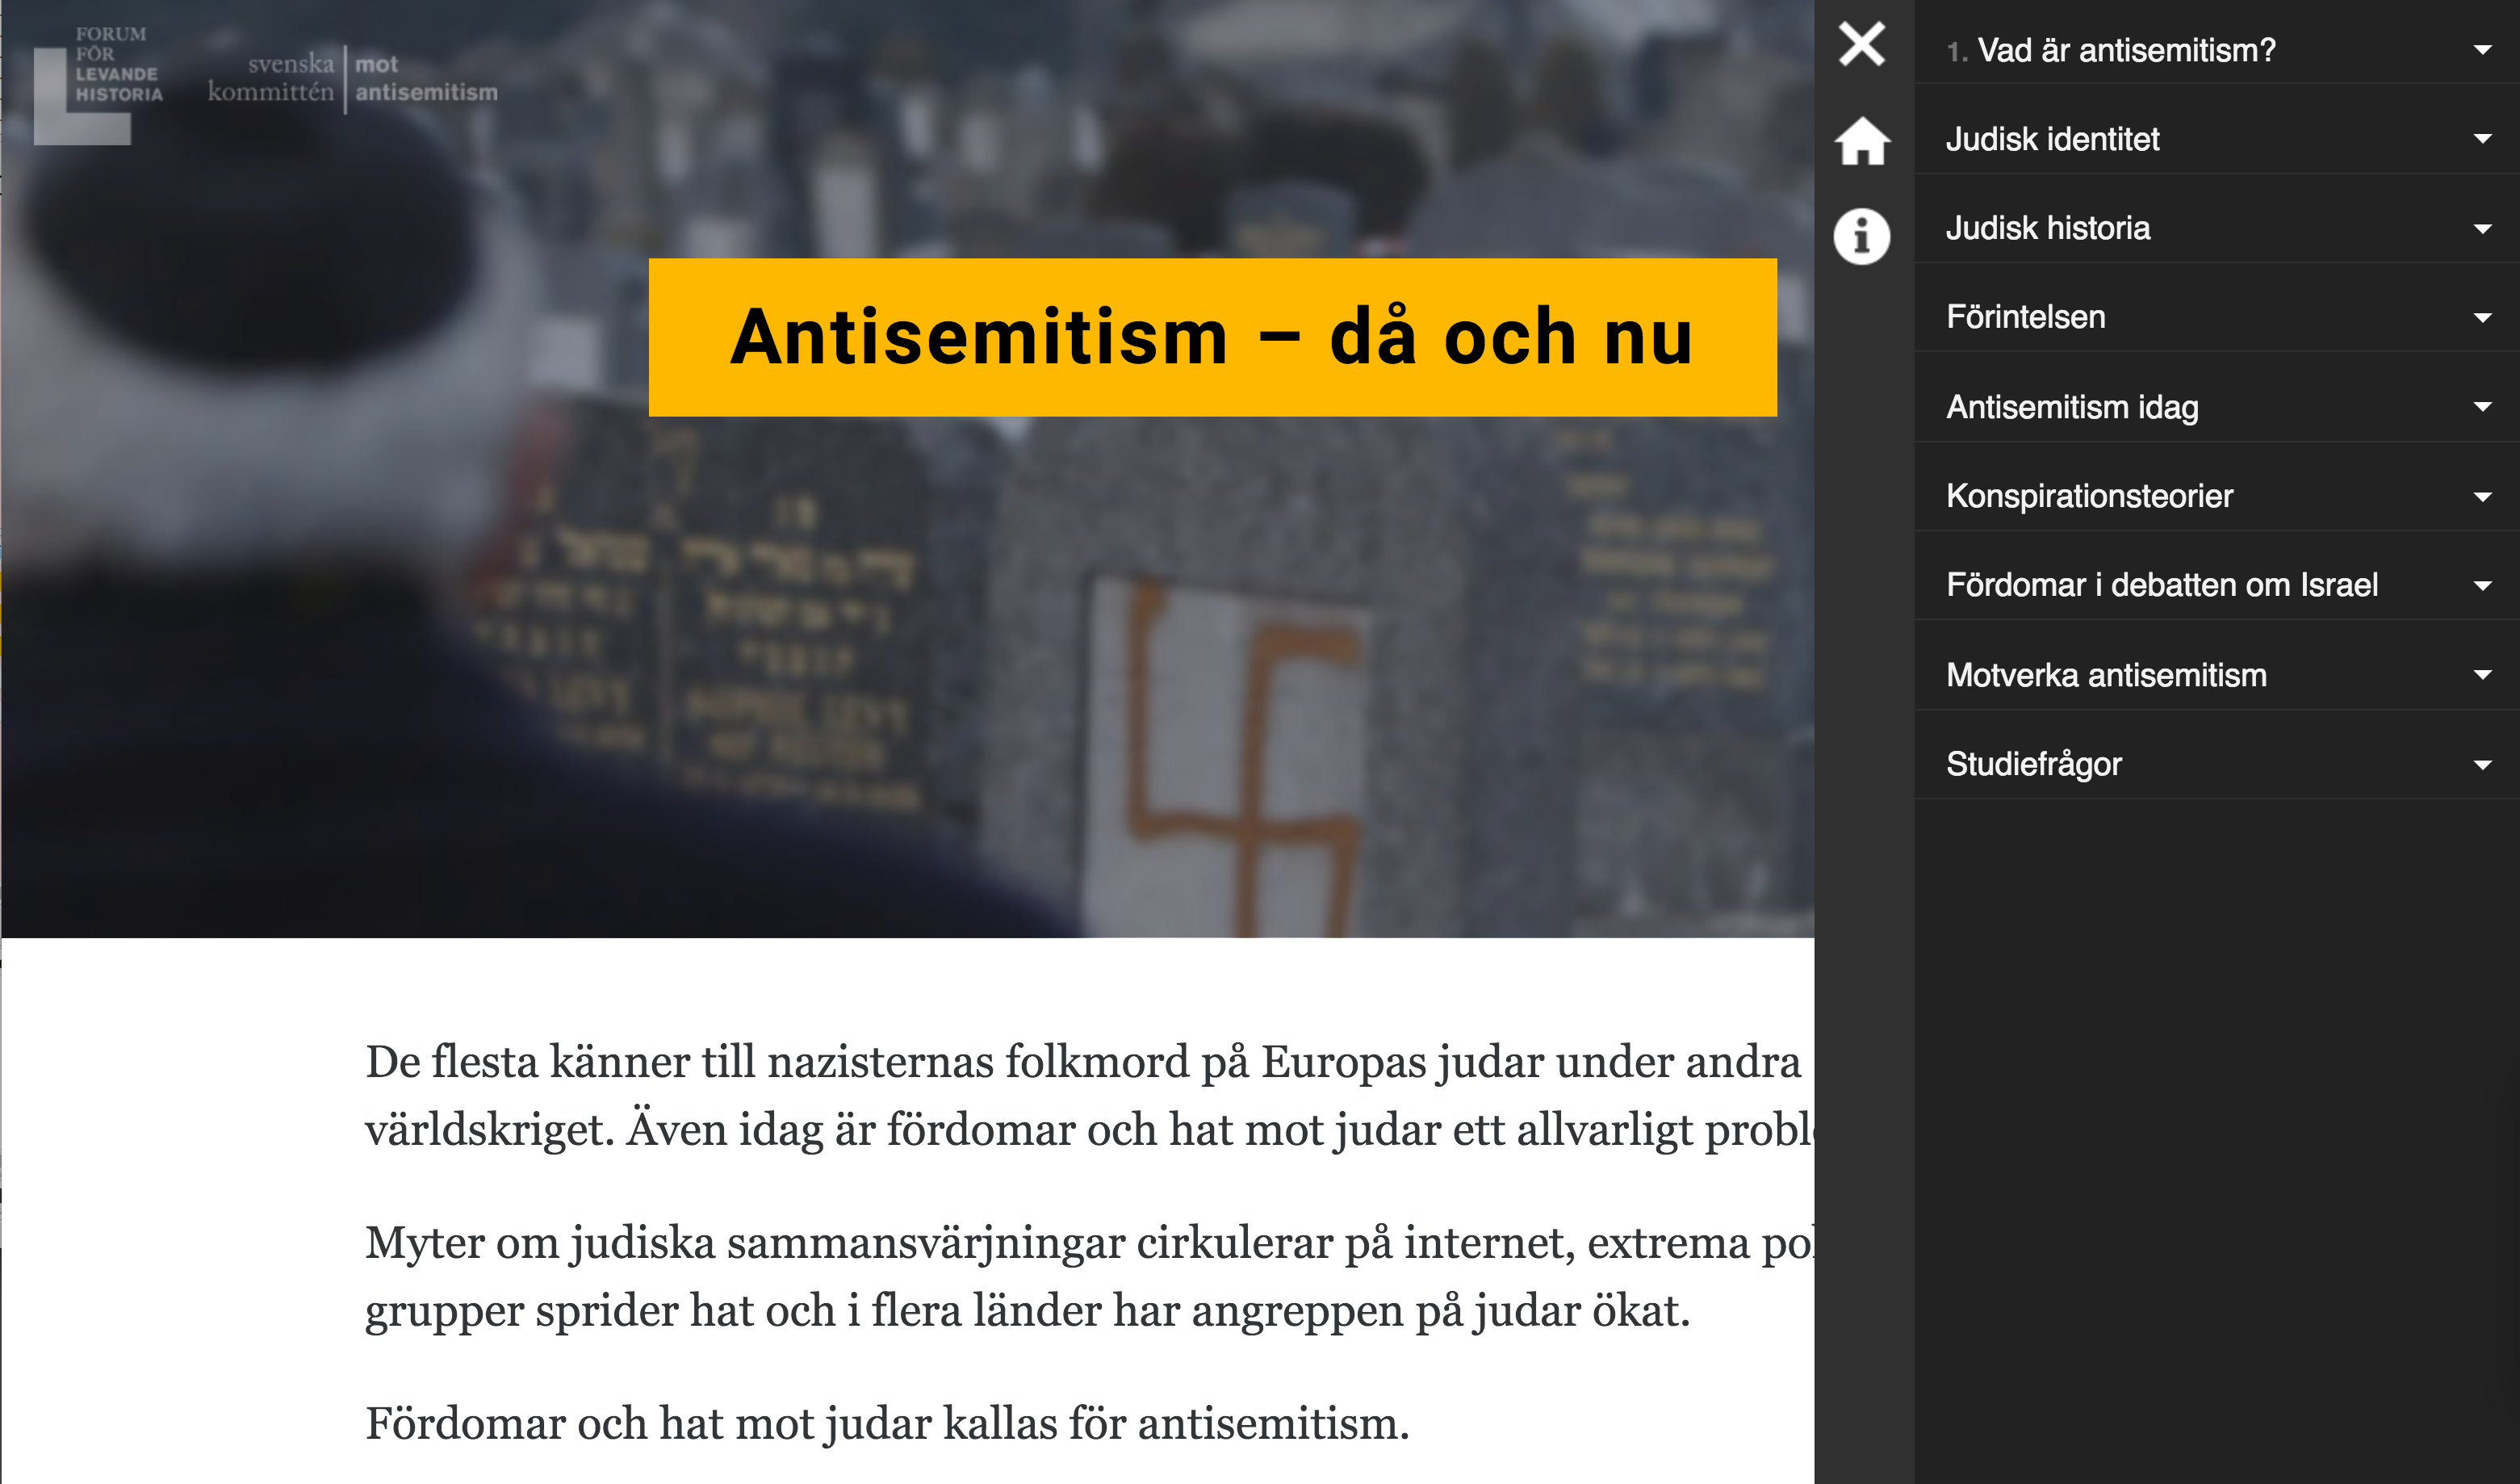 FORUM
FÖR
LEVANDE
HISTORIA
svenska
kommittén
mot
antisemitism
Antisemitism – då och nu
De flesta känner till nazisternas folkmord på Europas judar under andra
världskriget. Även idag är fördomar och hat mot judar ett allvarligt
Myter om judiska sammansvärjningar cirkulerar på internet, extrema
grupper sprider hat och i flera länder har angreppen på judar ökat.
Fördomar och hat mot judar kallas för antisemitism.
1. Vad är antisemitism?
Judisk identitet
Judisk historia
Förintelsen
Antisemitism idag
Konspirationsteorier
Fördomar i debatten om Israel
Motverka antisemitism
Studiefrågor